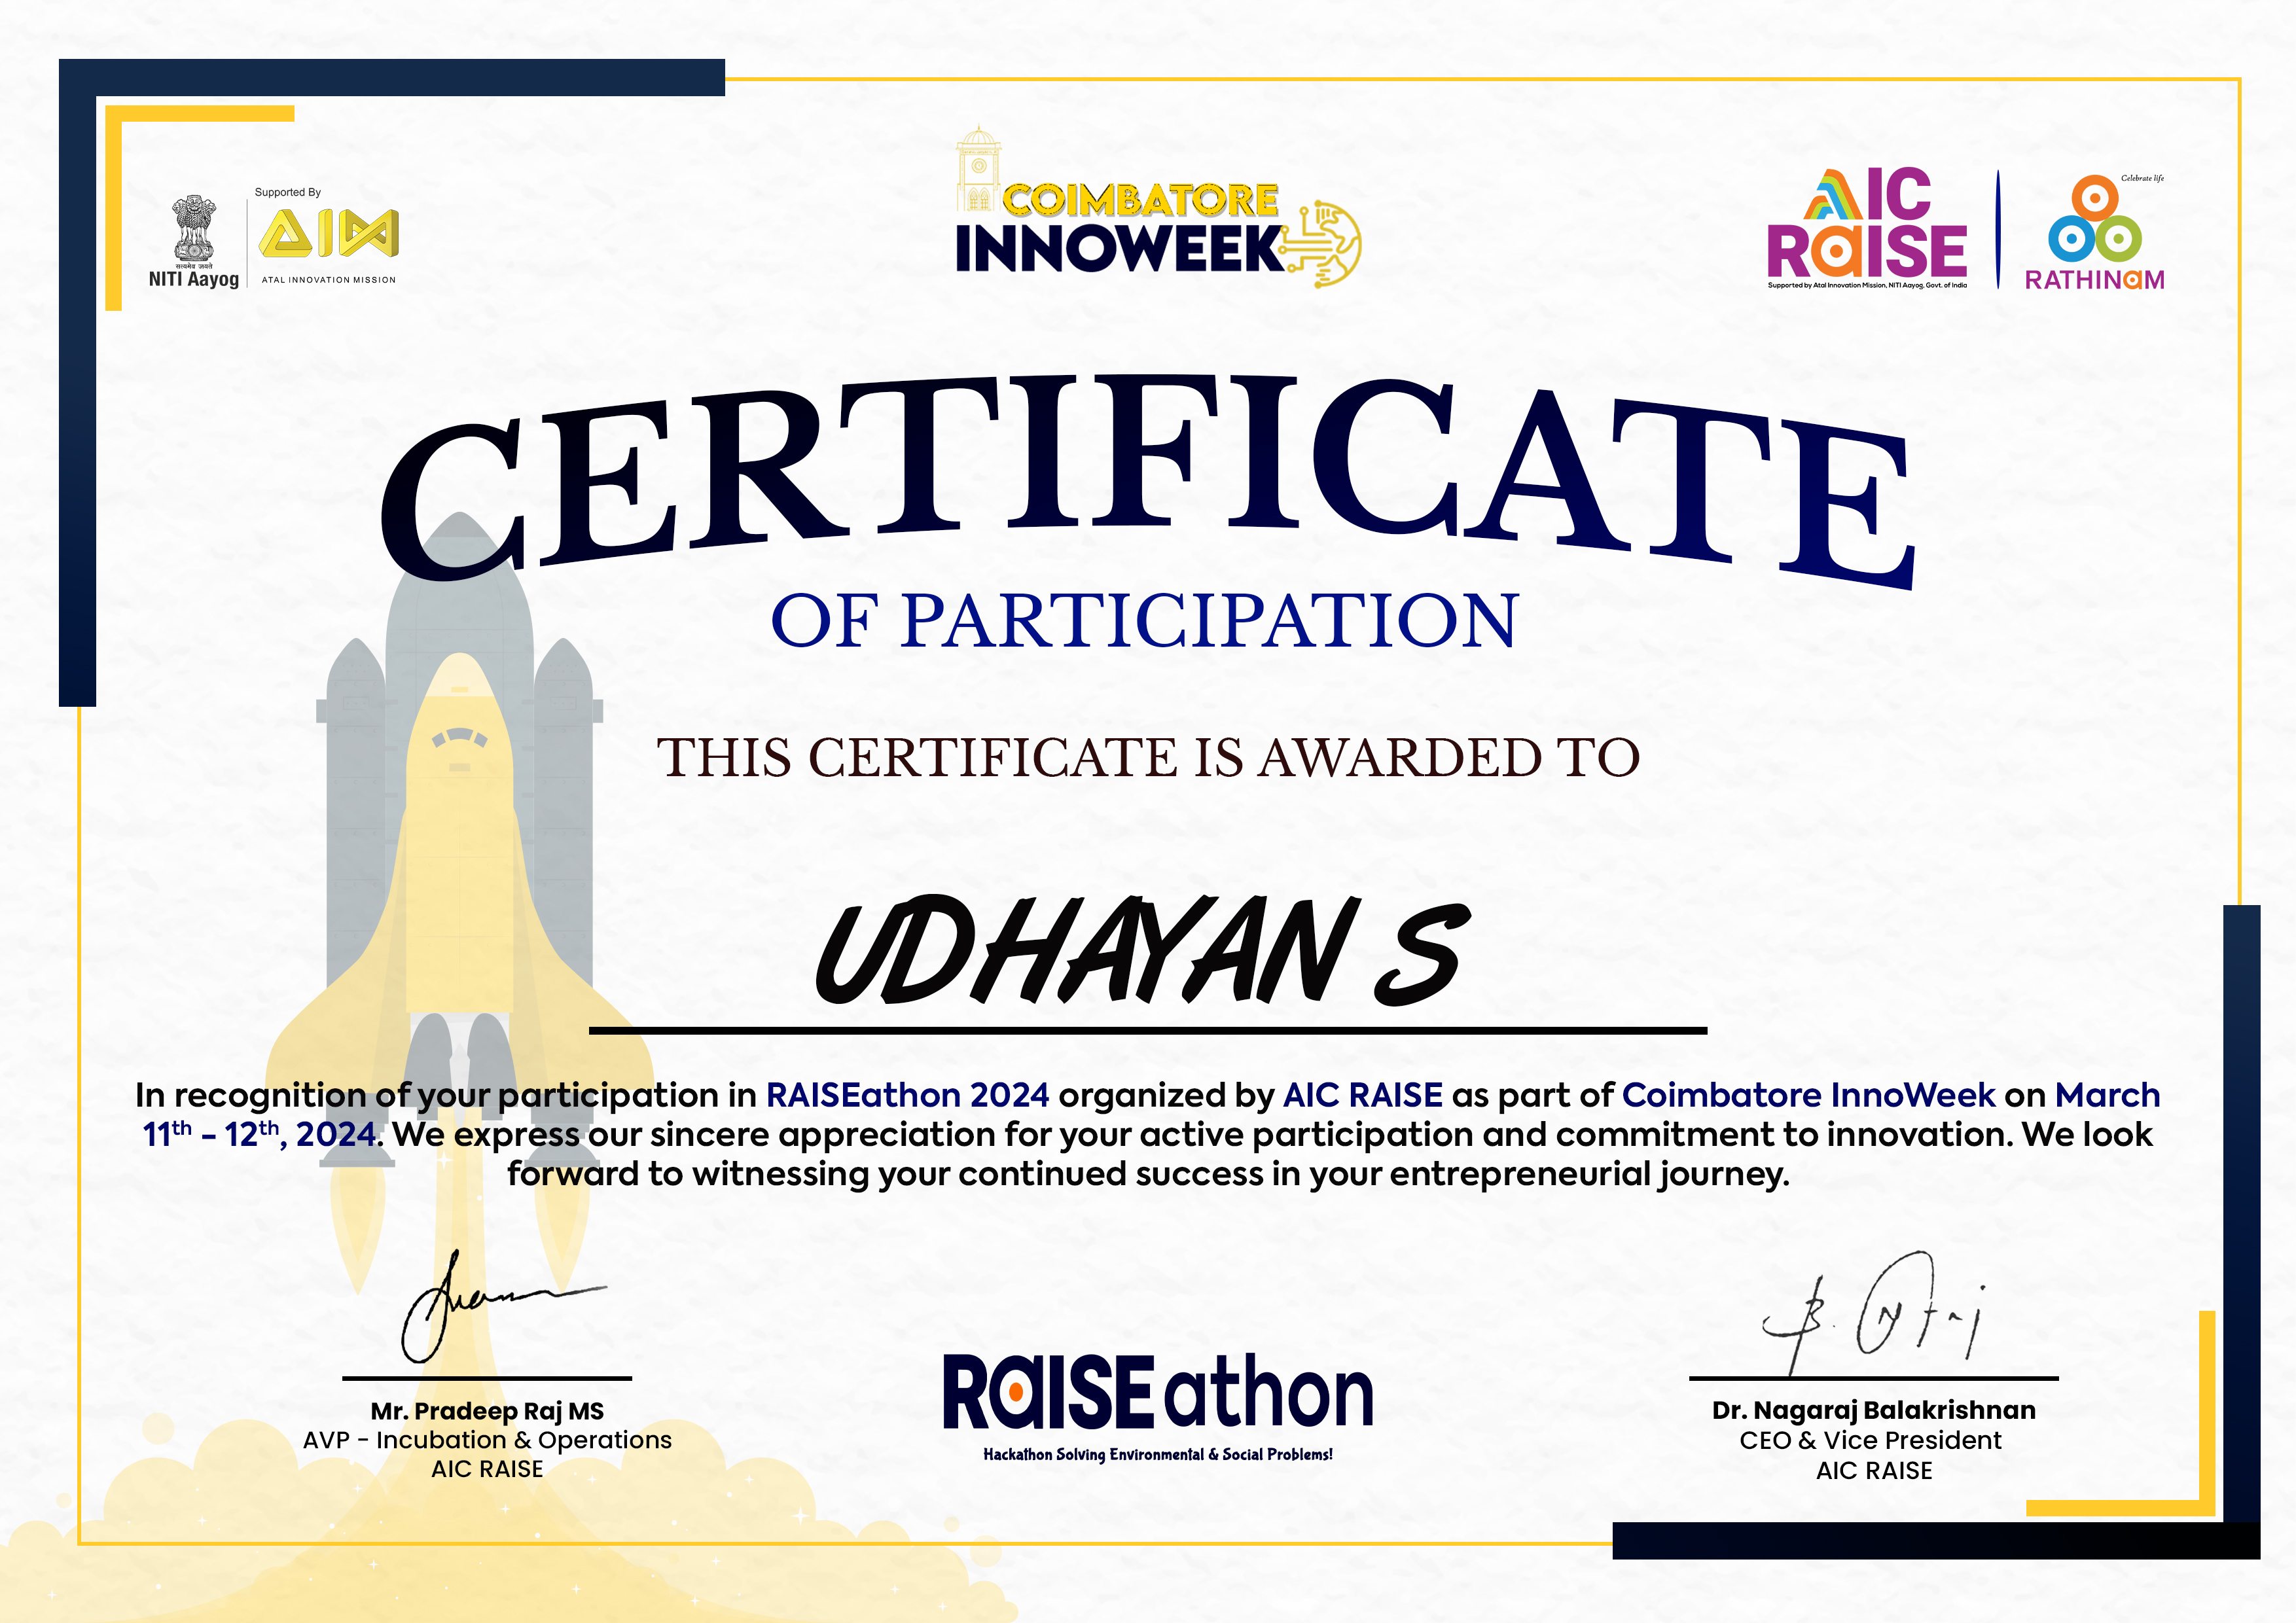 Supported By
AIM
सत्यमेव जयते
NITI Aayog
ATAL INNOVATION MISSION
COIMBATORE
INNOWEEK
AIC
RAISE
Supported by Atal Innovation Mission, NITI Aayog, Govt. of India
Celebrate life
RATHINAM
CERTIFICATE
OF PARTICIPATION
THIS CERTIFICATE IS AWARDED TO
UDHAYAN S
In recognition of your participation in RAISEathon 2024 organized by AIC RAISE as part of Coimbatore InnoWeek on March
11th - 12th, 2024. We express our sincere appreciation for your active participation and commitment to innovation. We look
forward to witnessing your continued success in your entrepreneurial journey.
Mr. Pradeep Raj MS
AVP - Incubation & Operations
AIC RAISE
RAISEathon
Hackathon Solving Environmental & Social Problems!
B. N
Dr. Nagaraj Balakrishnan
CEO & Vice President
AIC RAISE